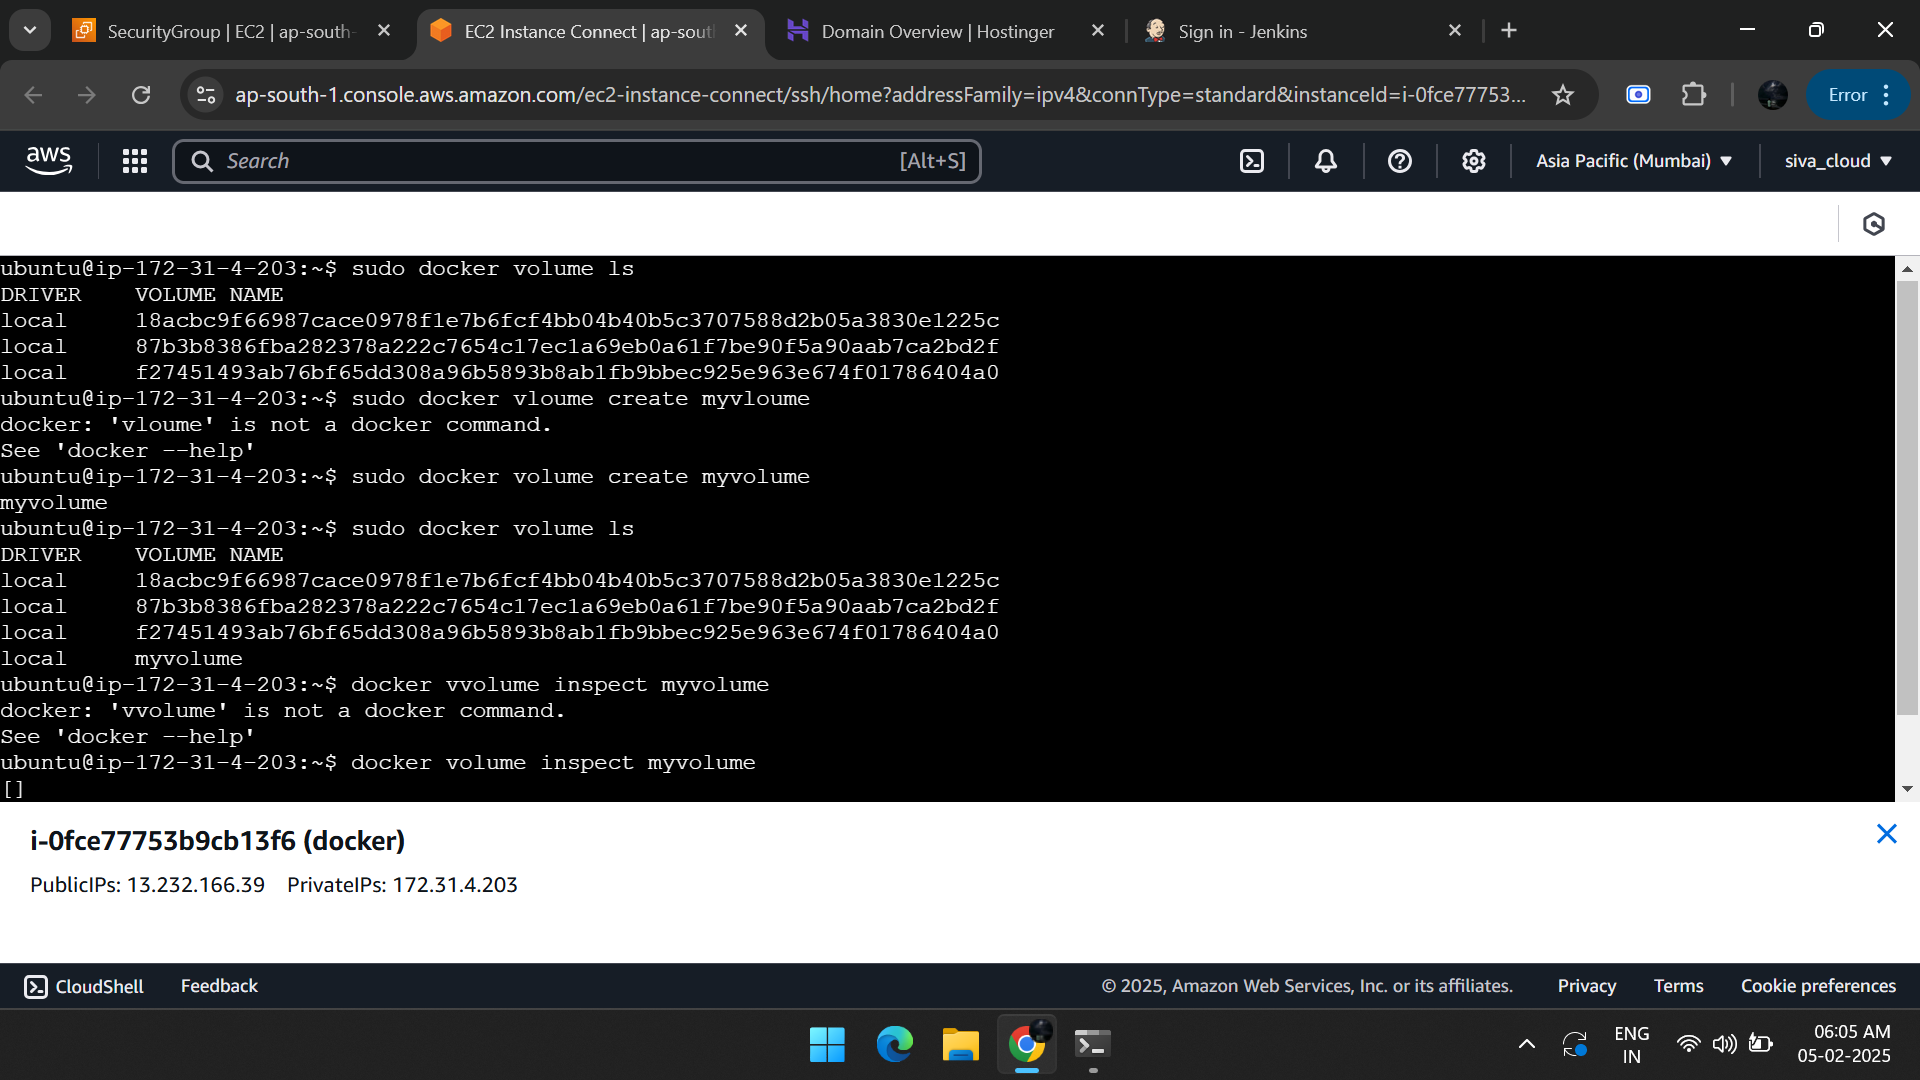 SecurityGroup | EC2 | ap-south-
EC2 Instance Connect | ap-sout
Domain Overview | Hostinger
Sign in - Jenkins
ap-south-1.console.aws.amazon.com/ec2-instance-connect/ssh/home?addressFamily=ipv4&connType=standard&instanceId=i-0fce77753...
Error
aws
Search
[Alt+S]
Asia Pacific (Mumbai)
siva_cloud
ubuntu@ip-172-31-4-203:~$ sudo docker volume ls
DRIVER    VOLUME NAME
local     18acbc9f66987cace0978f1e7b6fcf4bb04b40b5c3707588d2b05a3830e1225c
local     87b3b8386fba282378a222c7654c17ec1a69eb0a61f7be90f5a90aab7ca2bd2f
local     f27451493ab76bf65dd308a96b5893b8ab1fb9bbec925e963e674f01786404a0
ubuntu@ip-172-31-4-203:~$ sudo docker vloume create myvloume
docker: 'vloume' is not a docker command.
See 'docker --help'
ubuntu@ip-172-31-4-203:~$ sudo docker volume create myvolume
myvolume
ubuntu@ip-172-31-4-203:~$ sudo docker volume ls
DRIVER    VOLUME NAME
local     18acbc9f66987cace0978f1e7b6fcf4bb04b40b5c3707588d2b05a3830e1225c
local     87b3b8386fba282378a222c7654c17ec1a69eb0a61f7be90f5a90aab7ca2bd2f
local     f27451493ab76bf65dd308a96b5893b8ab1fb9bbec925e963e674f01786404a0
local     myvolume
ubuntu@ip-172-31-4-203:~$ docker vvolume inspect myvolume
docker: 'vvolume' is not a docker command.
See 'docker --help'
ubuntu@ip-172-31-4-203:~$ docker volume inspect myvolume
[]
i-0fce77753b9cb13f6 (docker)
PublicIPs: 13.232.166.39    PrivateIPs: 172.31.4.203
CloudShell
Feedback
© 2025, Amazon Web Services, Inc. or its affiliates.
Privacy
Terms
Cookie preferences
ENG
IN
06:05 AM
05-02-2025